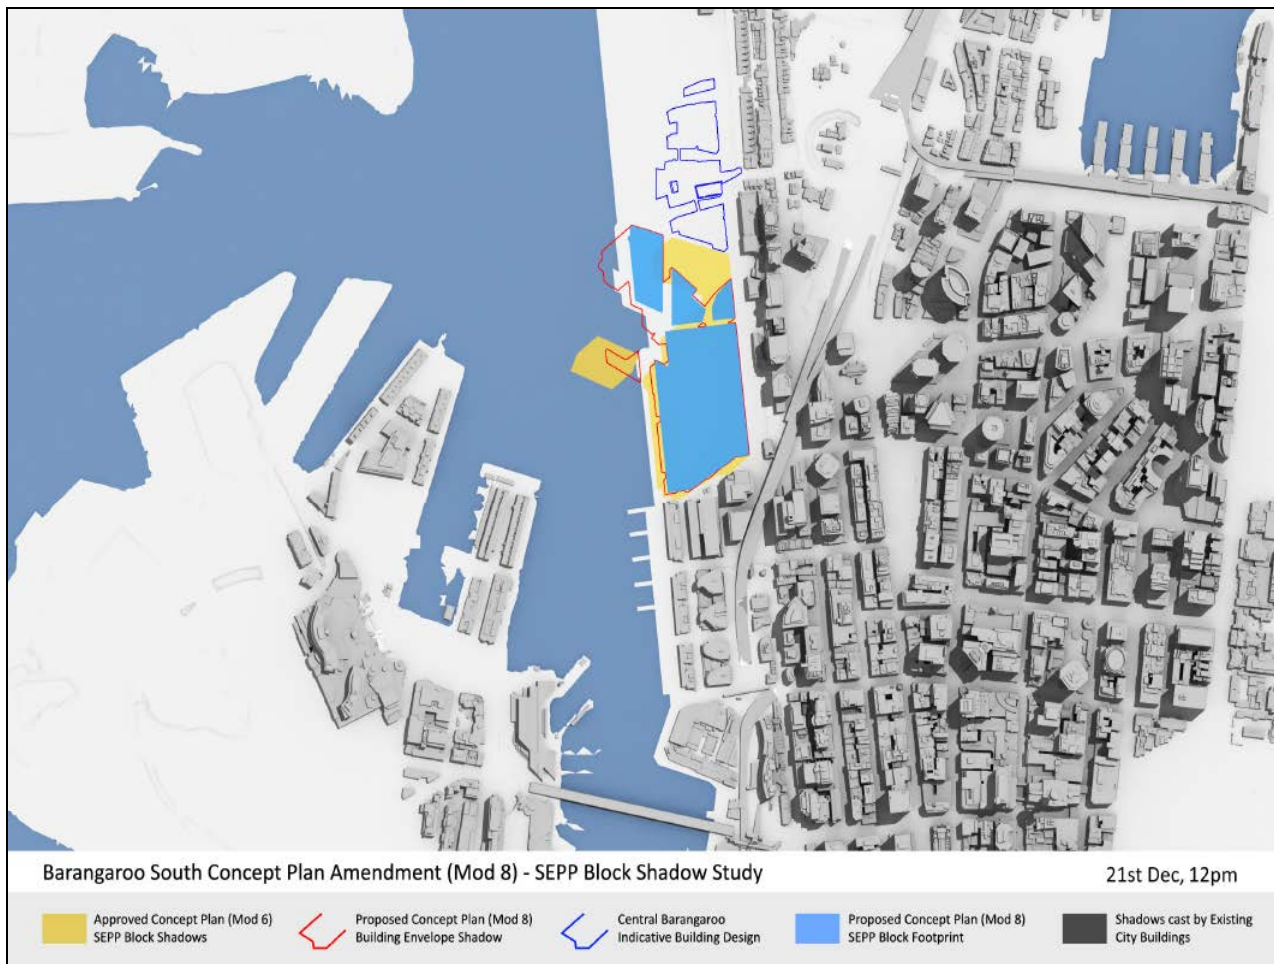 Barangaroo South Concept Plan Amendment (Mod 8) - SEPP Block Shadow Study
21st Dec, 12pm
Approved Concept Plan (Mod 6)
SEPP Block Shadows
Proposed Concept Plan (Mod 8)
Building Envelope Shadow
Central Barangaroo
Indicative Building Design
Proposed Concept Plan (Mod 8)
SEPP Block Footprint
Shadows cast by Existing
City Buildings